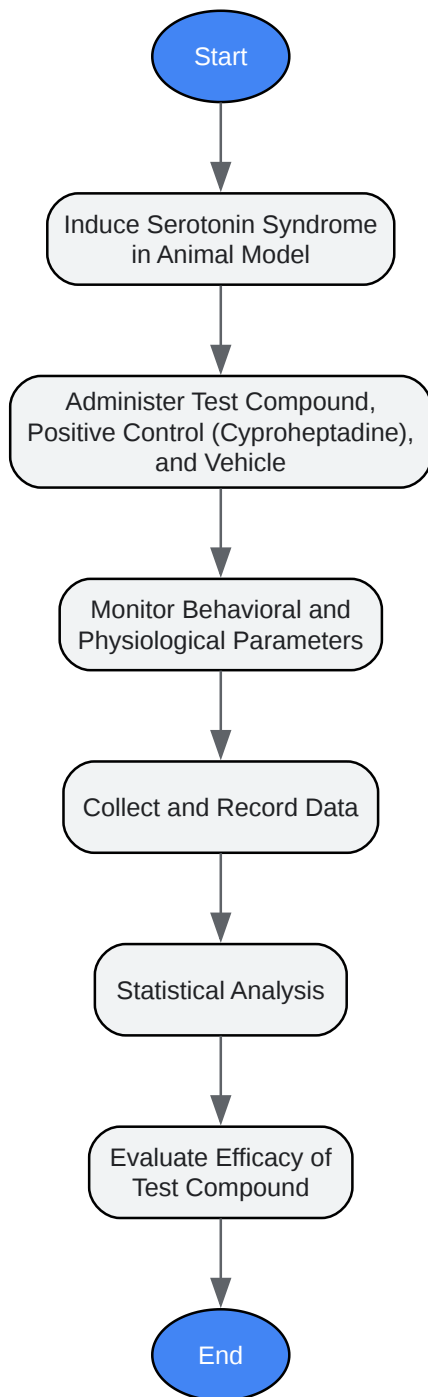 Start
Induce Serotonin Syndrome
in Animal Model
Administer Test Compound,
Positive Control (Cyproheptadine),
and Vehicle
Monitor Behavioral and
Physiological Parameters
Collect and Record Data
Statistical Analysis
Evaluate Efficacy of
Test Compound
End